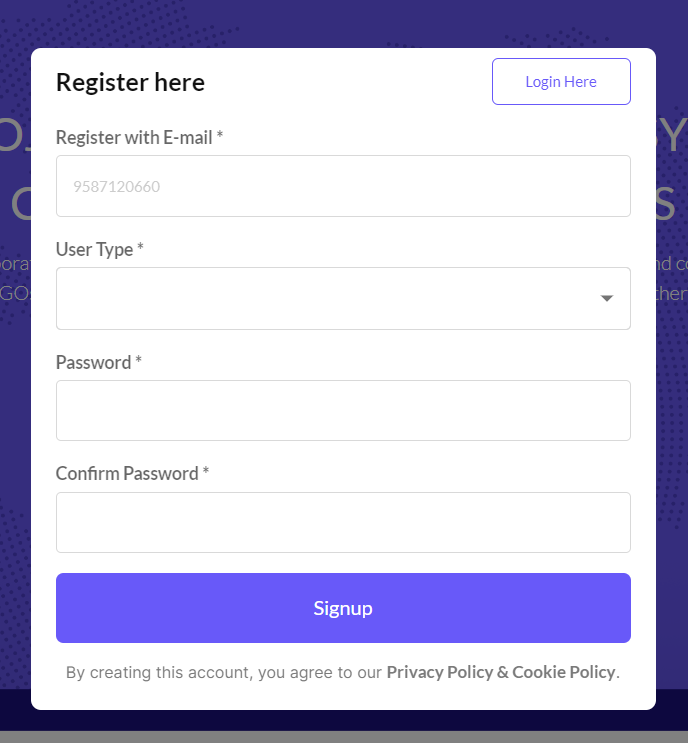 Register here
Login Here
Register with E-mail *
9587120660
User Type *
Password *
Confirm Password *
Signup
By creating this account, you agree to our Privacy Policy & Cookie Policy.